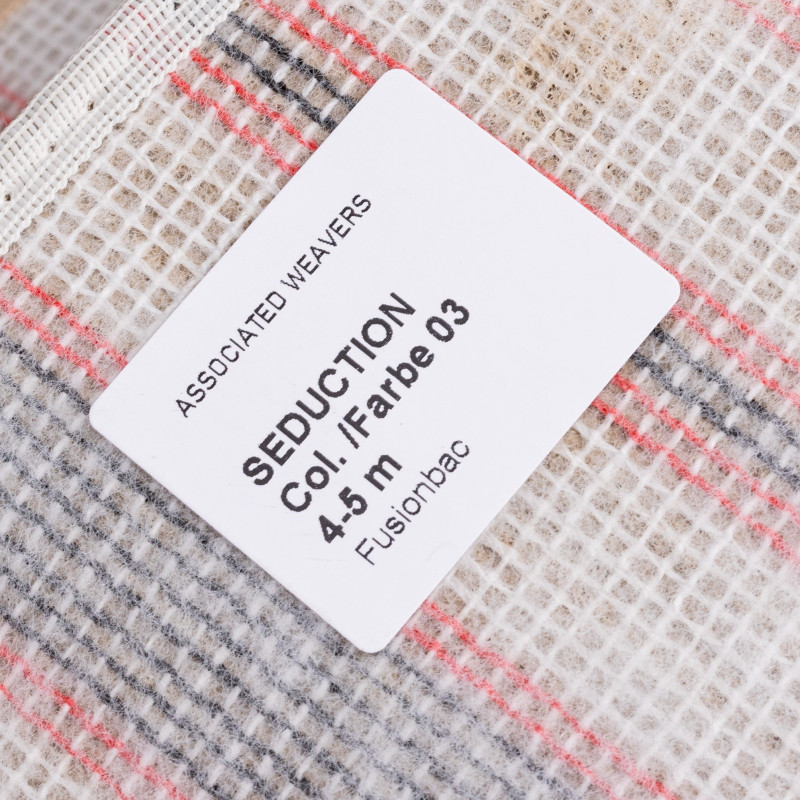 ASSOCIATED WEAVERS
SEDUCTION
Col. /Farbe 03
4-5 m
Fusionbac